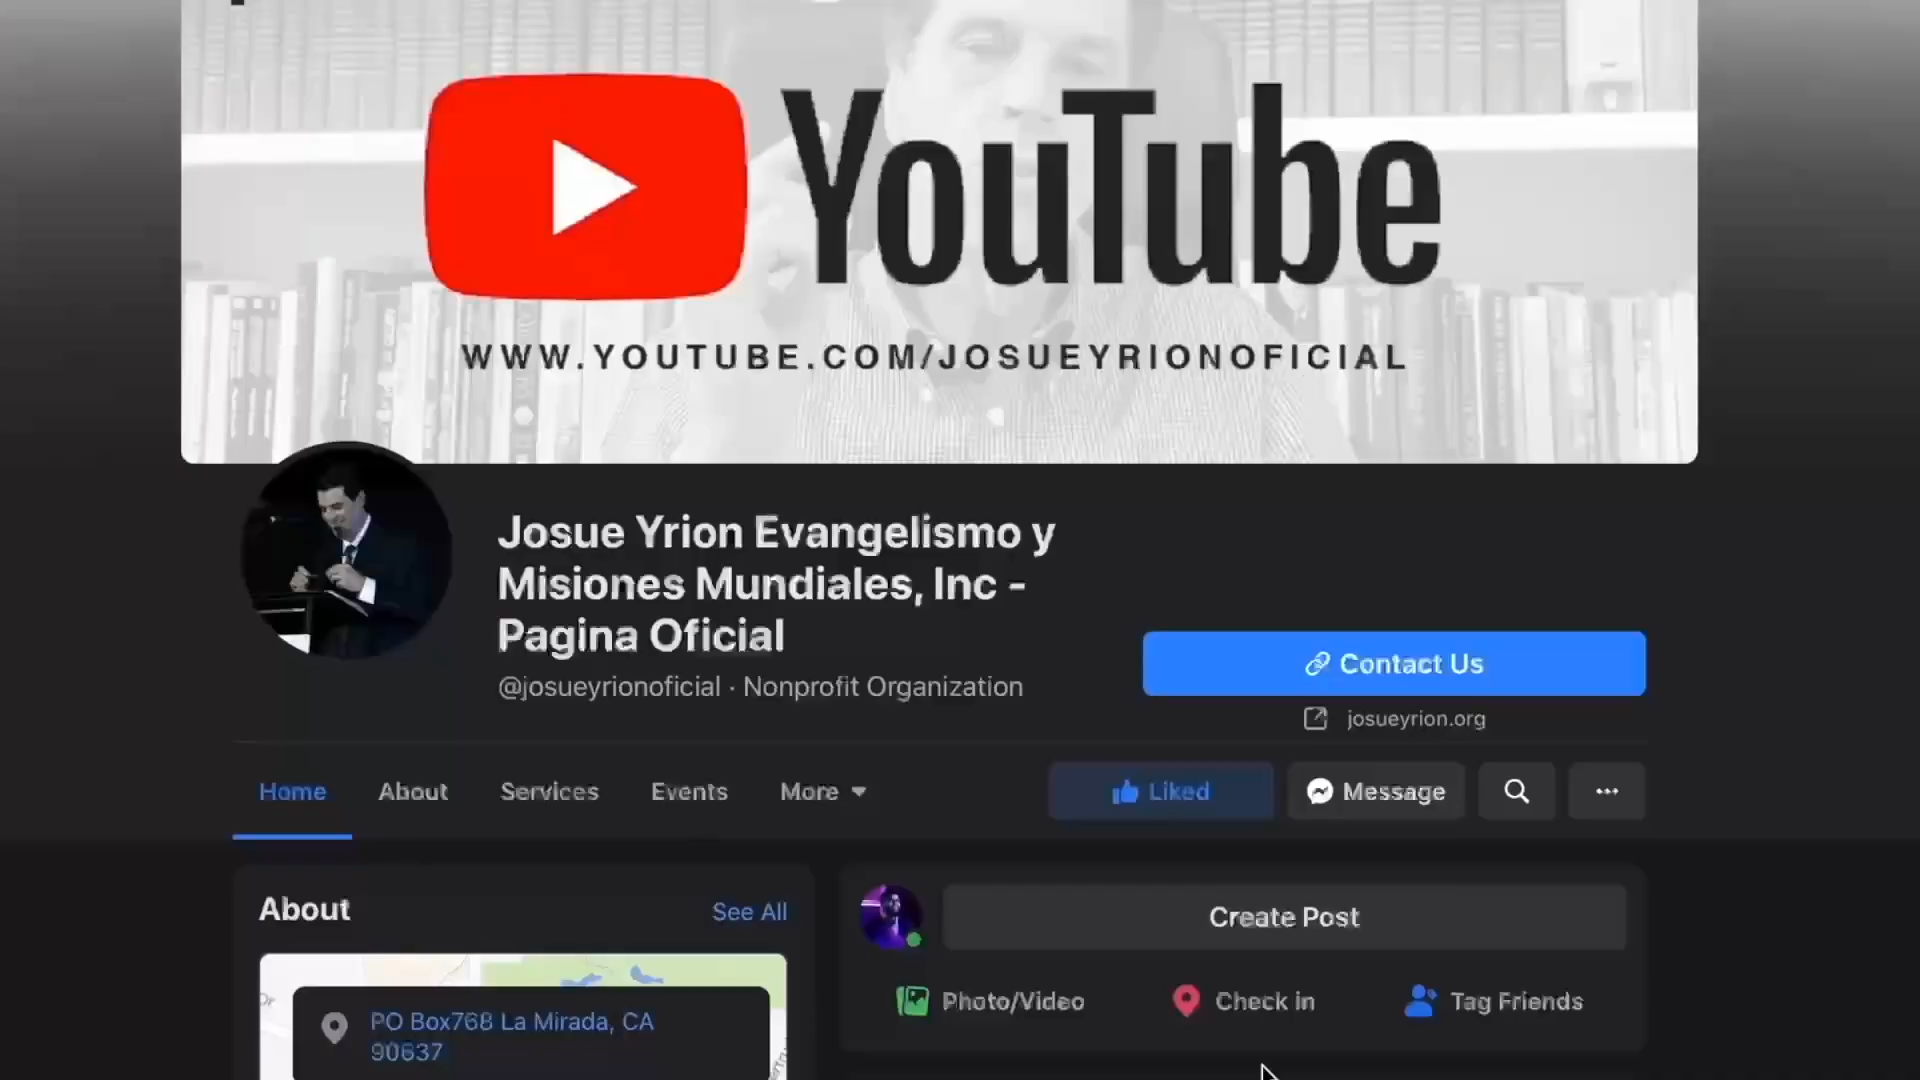 YouTube
WWW.YOUTUBE.COM/JOSUEYRIONOFICIAL
Josue Yrion Evangelismo y
Misiones Mundiales, Inc -
Pagina Oficial
@josueyrionoficial · Nonprofit Organization
Contact Us
josueyrion.org
Home About Services Events More
Liked Message
About See All
Create Post
Photo/Video Check in Tag Friends
PO Box768 La Mirada, CA
90637